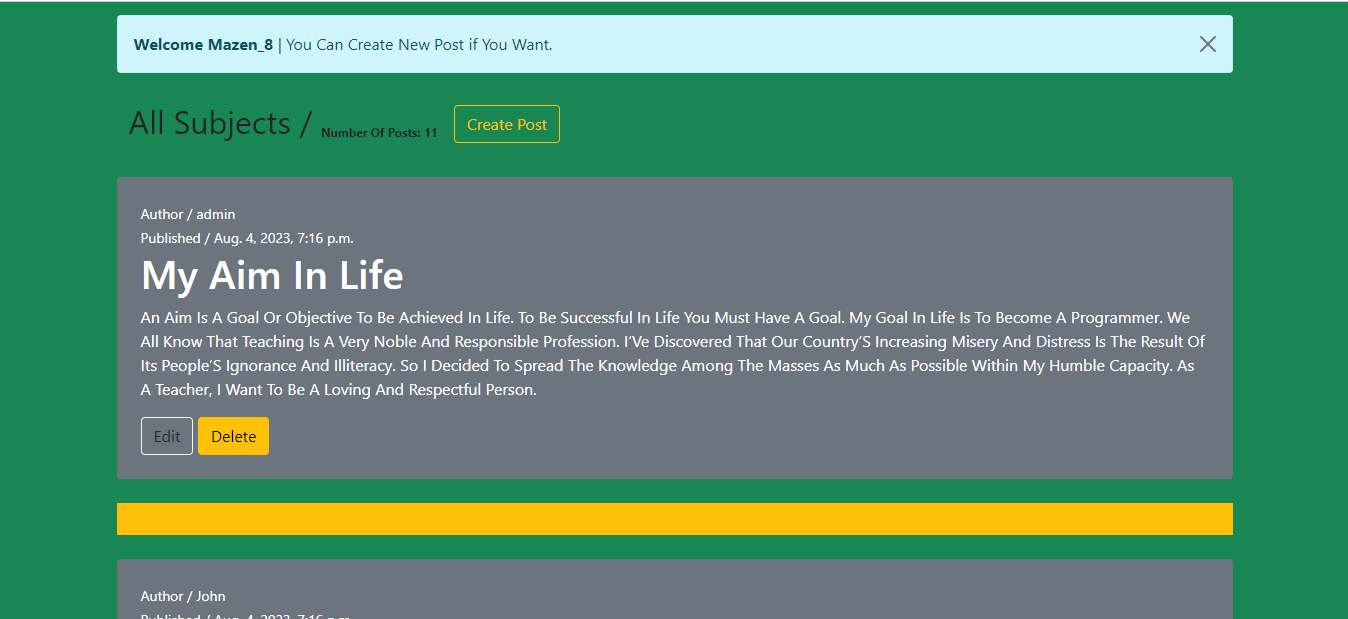 Welcome Mazen_8 | You Can Create New Post if You Want.
All Subjects / Number Of Posts: 11 Create Post
Author / admin
Published / Aug. 4, 2023, 7:16 p.m.
My Aim In Life
An Aim Is A Goal Or Objective To Be Achieved In Life. To Be Successful In Life You Must Have A Goal. My Goal In Life Is To Become A Programmer. We
All Know That Teaching Is A Very Noble And Responsible Profession. I’Ve Discovered That Our Country’S Increasing Misery And Distress Is The Result Of
Its People’S Ignorance And Illiteracy. So I Decided To Spread The Knowledge Among The Masses As Much As Possible Within My Humble Capacity. As
A Teacher, I Want To Be A Loving And Respectful Person.
Edit Delete
Author / John
Published / Aug. 4, 2023, 7:16 p.m.